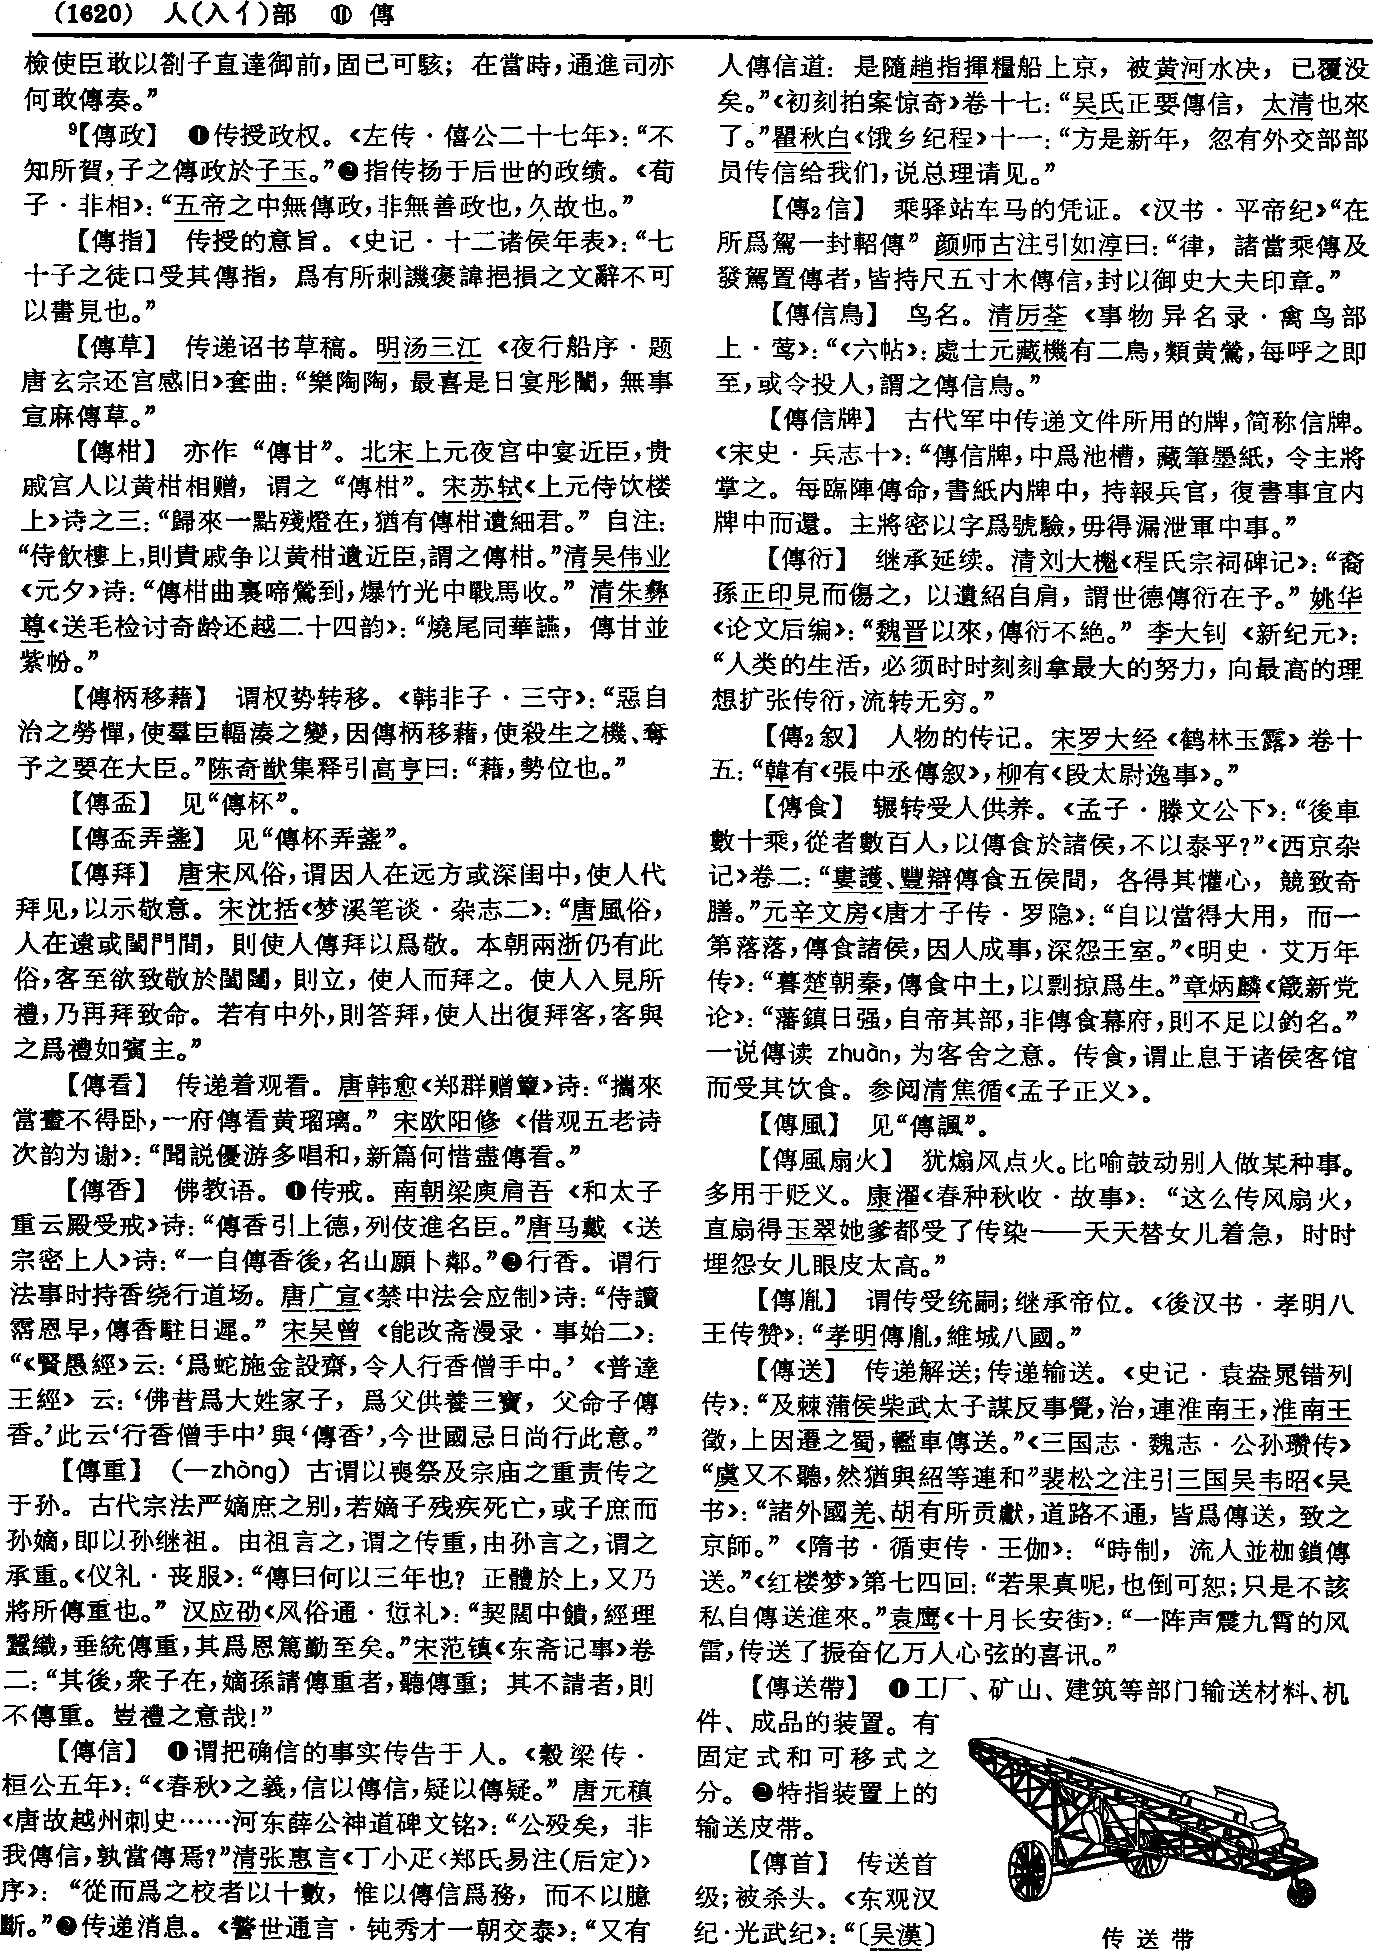 (1620) 人(入亻)部 ⑪ 傳
檢使臣敢以劄子直達御前，固已可駭；在當時，通進司亦
何敢傳奏。”
⁹【傳政】 ❶传授政权。《左传·僖公二十七年》：“不
知所賀，子之傳政於子玉。”❷指传扬于后世的政绩。《荀
子·非相》：“五帝之中無傳政，非無善政也，久故也。”
【傳指】 传授的意旨。《史记·十二诸侯年表》：“七
十子之徒口受其傳指，爲有所刺譏褒諱挹損之文辭不可
以書見也。”
【傳草】 传递诏书草稿。明汤三江《夜行船序·题
唐玄宗还宫感旧》套曲：“樂陶陶，最喜是日宴彤闈，無事
宣麻傳草。”
【傳柑】 亦作“傳甘”。北宋上元夜宫中宴近臣，贵
戚宫人以黄柑相赠，谓之“傳柑”。宋苏轼《上元侍饮楼
上》诗之三：“歸來一點殘燈在，猶有傳柑遺細君。”自注：
“侍飲樓上，則貴戚争以黄柑遺近臣，謂之傳柑。”清吴伟业
《元夕》诗：“傳柑曲裏啼鶯到，爆竹光中戰馬收。”清朱彝
尊《送毛检讨奇龄还越二十四韵》：“燒尾同華讌，傳甘並
紫帉。”
【傳柄移藉】 谓权势转移。《韩非子·三守》：“惡自
治之勞憚，使羣臣輻湊之變，因傳柄移藉，使殺生之機、奪
予之要在大臣。”陈奇猷集释引高亨曰：“藉，勢位也。”
【傳盃】 见“傳杯”。
【傳盃弄盞】 见“傳杯弄盞”。
【傳拜】 唐宋风俗，谓因人在远方或深闺中，使人代
拜见，以示敬意。宋沈括《梦溪笔谈·杂志二》：“唐風俗，
人在遠或閨門間，則使人傳拜以爲敬。本朝兩浙仍有此
俗，客至欲致敬於閨闥，則立，使人而拜之。使人入見所
禮，乃再拜致命。若有中外，則答拜，使人出復拜客，客與
之爲禮如賓主。”
【傳看】 传递着观看。唐韩愈《郑群赠簟》诗：“攜來
當晝不得卧，一府傳看黄瑠璃。”宋欧阳修《借观五老诗
次韵为谢》：“聞説優游多唱和，新篇何惜盡傳看。”
【傳香】 佛教语。❶传戒。南朝梁庾肩吾《和太子
重云殿受戒》诗：“傳香引上德，列伎進名臣。”唐马戴《送
宗密上人》诗：“一自傳香後，名山願卜鄰。”❷行香。谓行
法事时持香绕行道场。唐广宣《禁中法会应制》诗：“侍讀
霑恩早，傳香駐日遲。”宋吴曾《能改斋漫录·事始二》：
“《賢愚經》云：‘爲蛇施金設齋，令人行香僧手中。’《普達
王經》云：‘佛昔爲大姓家子，爲父供養三寶，父命子傳
香。’此云‘行香僧手中’與‘傳香’，今世國忌日尚行此意。”
【傳重】（—zhòng）古谓以喪祭及宗庙之重责传之
于孙。古代宗法严嫡庶之别，若嫡子残疾死亡，或子庶而
孙嫡，即以孙继祖。由祖言之，谓之传重，由孙言之，谓之
承重。《仪礼·丧服》：“傳曰何以三年也？正體於上，又乃
將所傳重也。”汉应劭《风俗通·愆礼》：“契闊中饋，經理
蠶織，垂統傳重，其爲恩篤勤至矣。”宋范镇《东斋记事》卷
二：“其後，衆子在，嫡孫請傳重者，聽傳重；其不請者，則
不傳重。豈禮之意哉！”
【傳信】 ❶谓把确信的事实传告于人。《穀梁传·
桓公五年》：“《春秋》之義，信以傳信，疑以傳疑。”唐元稹
《唐故越州刺史……河东薛公神道碑文铭》：“公殁矣，非
我傳信，孰當傳焉？”清张惠言《丁小疋〈郑氏易注（后定）〉
序》：“從而爲之校者以十數，惟以傳信爲務，而不以臆
斷。”❷传递消息。《警世通言·钝秀才一朝交泰》：“又有
人傳信道：是隨趙指揮糧船上京，被黄河水决，已覆没
矣。”《初刻拍案惊奇》卷十七：“吴氏正要傳信，太清也來
了。”瞿秋白《饿乡纪程》十一：“方是新年，忽有外交部部
员传信给我们，说总理请见。”
【傳₂信】 乘驿站车马的凭证。《汉书·平帝纪》“在
所爲駕一封軺傳”颜师古注引如淳曰：“律，諸當乘傳及
發駕置傳者，皆持尺五寸木傳信，封以御史大夫印章。”
【傳信鳥】 鸟名。清厉荃《事物异名录·禽鸟部
上·莺》：“《六帖》：處士元藏機有二鳥，類黄鶯，每呼之即
至，或令投人，謂之傳信鳥。”
【傳信牌】 古代军中传递文件所用的牌，简称信牌。
《宋史·兵志十》：“傳信牌，中爲池槽，藏筆墨紙，令主將
掌之。每臨陣傳命，書紙内牌中，持報兵官，復書事宜内
牌中而還。主將密以字爲號驗，毋得漏泄軍中事。”
【傳衍】 继承延续。清刘大櫆《程氏宗祠碑记》：“裔
孫正印見而傷之，以遺紹自肩，謂世德傳衍在予。”姚华
《论文后编》：“魏晋以來，傳衍不絶。”李大钊《新纪元》：
“人类的生活，必须时时刻刻拿最大的努力，向最高的理
想扩张传衍，流转无穷。”
【傳₂叙】 人物的传记。宋罗大经《鹤林玉露》卷十
五：“韓有《張中丞傳叙》，柳有《段太尉逸事》。”
【傳食】 辗转受人供养。《孟子·滕文公下》：“後車
數十乘，從者數百人，以傳食於諸侯，不以泰乎？”《西京杂
记》卷二：“婁護、豐辯傳食五侯間，各得其懽心，競致奇
膳。”元辛文房《唐才子传·罗隐》：“自以當得大用，而一
第落落，傳食諸侯，因人成事，深怨王室。”《明史·艾万年
传》：“暮楚朝秦，傳食中土，以剽掠爲生。”章炳麟《箴新党
论》：“藩鎮日强，自帝其部，非傳食幕府，則不足以釣名。”
一说傳读 zhuàn，为客舍之意。传食，谓止息于诸侯客馆
而受其饮食。参阅清焦循《孟子正义》。
【傳風】 见“傳諷”。
【傳風扇火】 犹煽风点火。比喻鼓动别人做某种事。
多用于贬义。康濯《春种秋收·故事》：“这么传风扇火，
直扇得玉翠她爹都受了传染——天天替女儿着急，时时
埋怨女儿眼皮太高。”
【傳胤】 谓传受统嗣；继承帝位。《後汉书·孝明八
王传赞》：“孝明傳胤，維城八國。”
【傳送】 传递解送；传递输送。《史记·袁盎晁错列
传》：“及棘蒲侯柴武太子謀反事覺，治，連淮南王，淮南王
徵，上因遷之蜀，轞車傳送。”《三国志·魏志·公孙瓒传》
“虞又不聽，然猶與紹等連和”裴松之注引三国吴韦昭《吴
书》：“諸外國羌、胡有所贡獻，道路不通，皆爲傳送，致之
京師。”《隋书·循吏传·王伽》：“時制，流人並枷鎖傳
送。”《红楼梦》第七四回：“若果真呢，也倒可恕；只是不該
私自傳送進來。”袁鹰《十月长安街》：“一阵声震九霄的风
雷，传送了振奋亿万人心弦的喜讯。”
【傳送帶】 ❶工厂、矿山、建筑等部门输送材料、机
件、成品的装置。有
固定式和可移式之
分。❷特指装置上的
输送皮带。
【傳首】 传送首
级；被杀头。《东观汉
纪·光武纪》：“〔吴漢〕
传送带